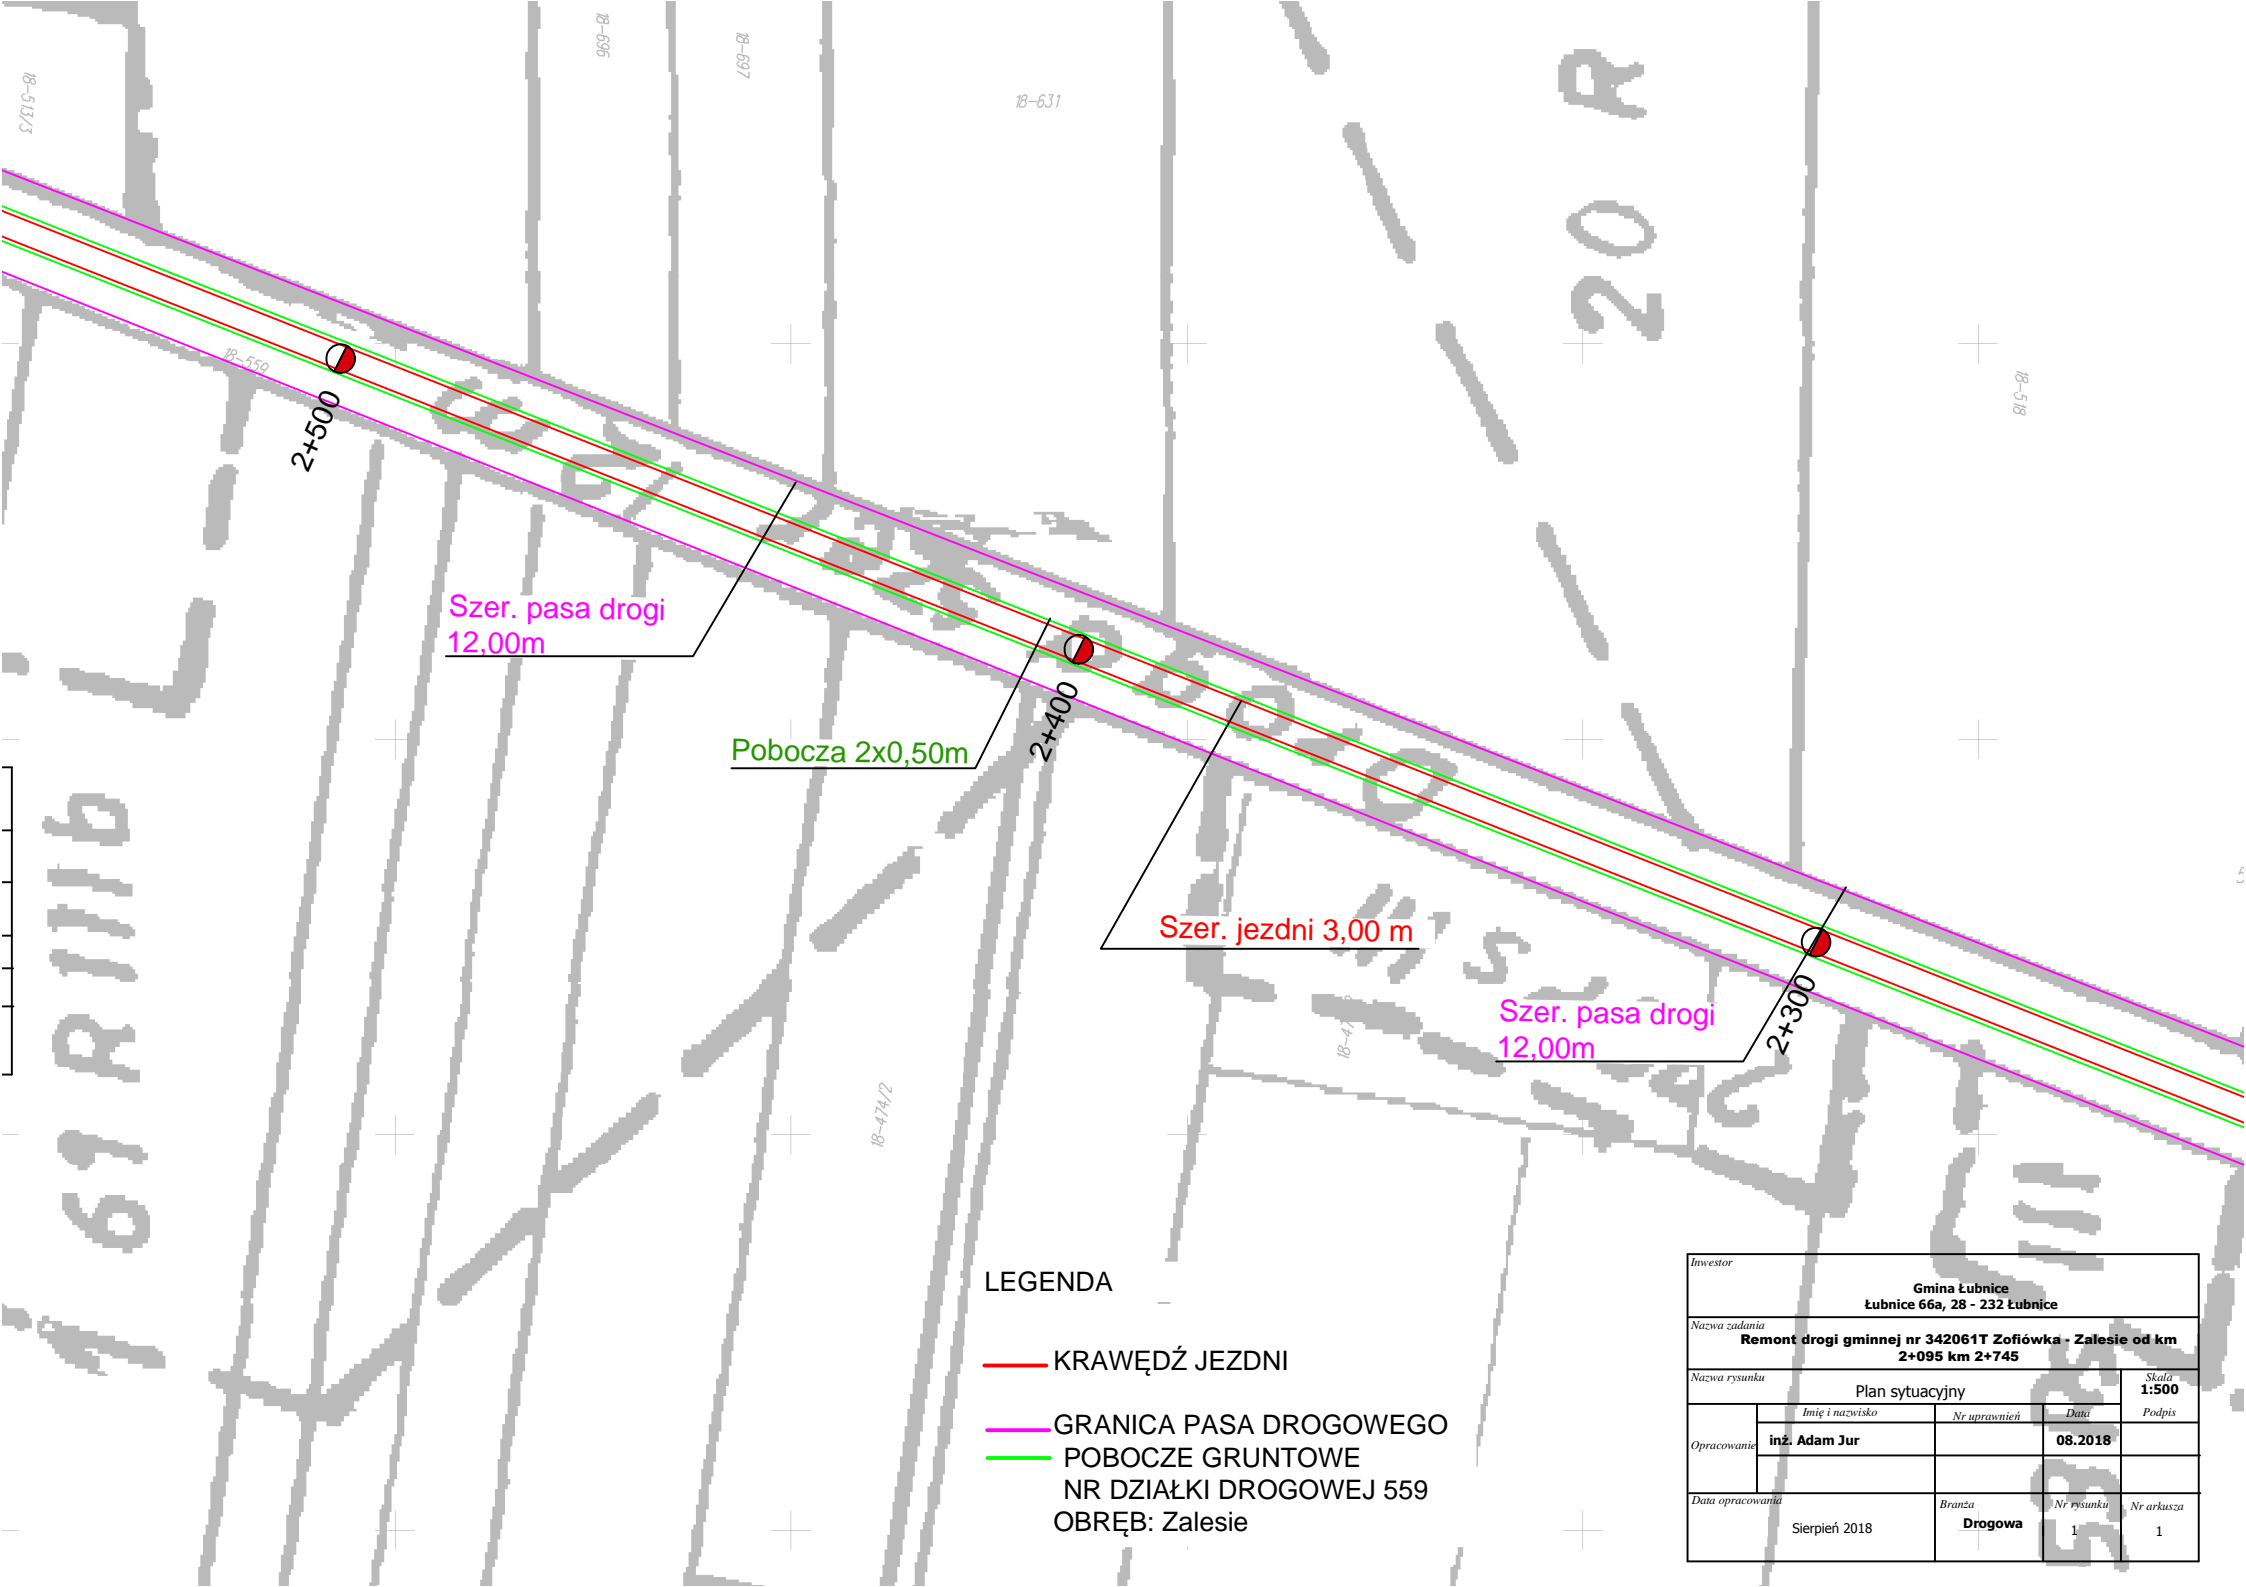 18-513/3
18-696
18-697
18-631
20 R
18-518
18-559
2+500
Szer. pasa drogi
12,00m
Pobocza 2x0,50m
2+400
Szer. jezdni 3,00 m
Szer. pasa drogi
12,00m
2+300
61 R IIIb
18-474/2
LEGENDA
KRAWĘDŹ JEZDNI
GRANICA PASA DROGOWEGO
POBOCZE GRUNTOWE
NR DZIAŁKI DROGOWEJ 559
OBRĘB: Zalesie
Inwestor
Gmina Łubnice
Łubnice 66a, 28 - 232 Łubnice
Nazwa zadania
Remont drogi gminnej nr 342061T Zofiówka - Zalesie od km
2+095 km 2+745
Nazwa rysunku
Plan sytuacyjny
Skala
1:500
Imię i nazwisko
Nr uprawnień
Data
Podpis
Opracowanie
inż. Adam Jur
08.2018
Data opracowania
Sierpień 2018
Branża
Drogowa
Nr rysunku
1
Nr arkusza
1